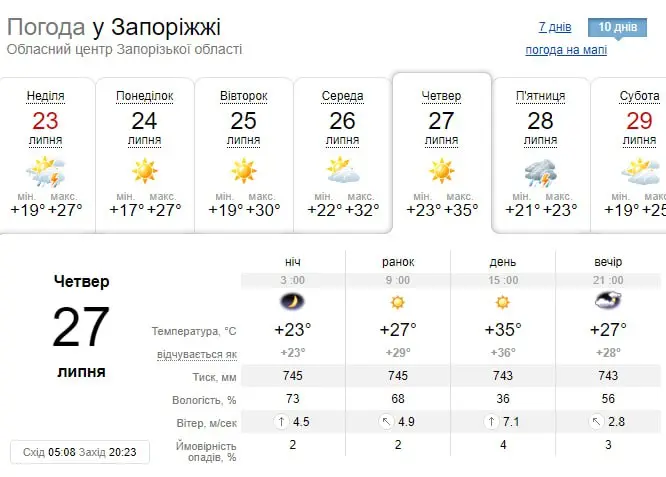 Погода у Запоріжжі
Обласний центр Запорізької області
7 днів 10 днів
погода на мапі
Неділя Понеділок Вівторок Середа Четвер П'ятниця Субота
23 24 25 26 27 28 29
липня липня липня липня липня липня липня
мін. макс. мін. макс. мін. макс. мін. макс. мін. макс. мін. макс. мін. макс.
+19° +27° +17° +27° +19° +30° +22° +32° +23° +35° +21° +23° +19° +25
Четвер
27
липня
Схід 05:08 Захід 20:23
ніч ранок день вечір
3 :00 9 :00 15 :00 21 :00
Температура, °C +23° +27° +35° +27°
відчувається як +23° +29° +36° +28°
Тиск, мм 745 745 743 743
Вологість, % 73 68 36 56
Вітер, м/сек 4.5 4.9 7.1 2.8
Ймовірність
опадів, % 2 2 4 3